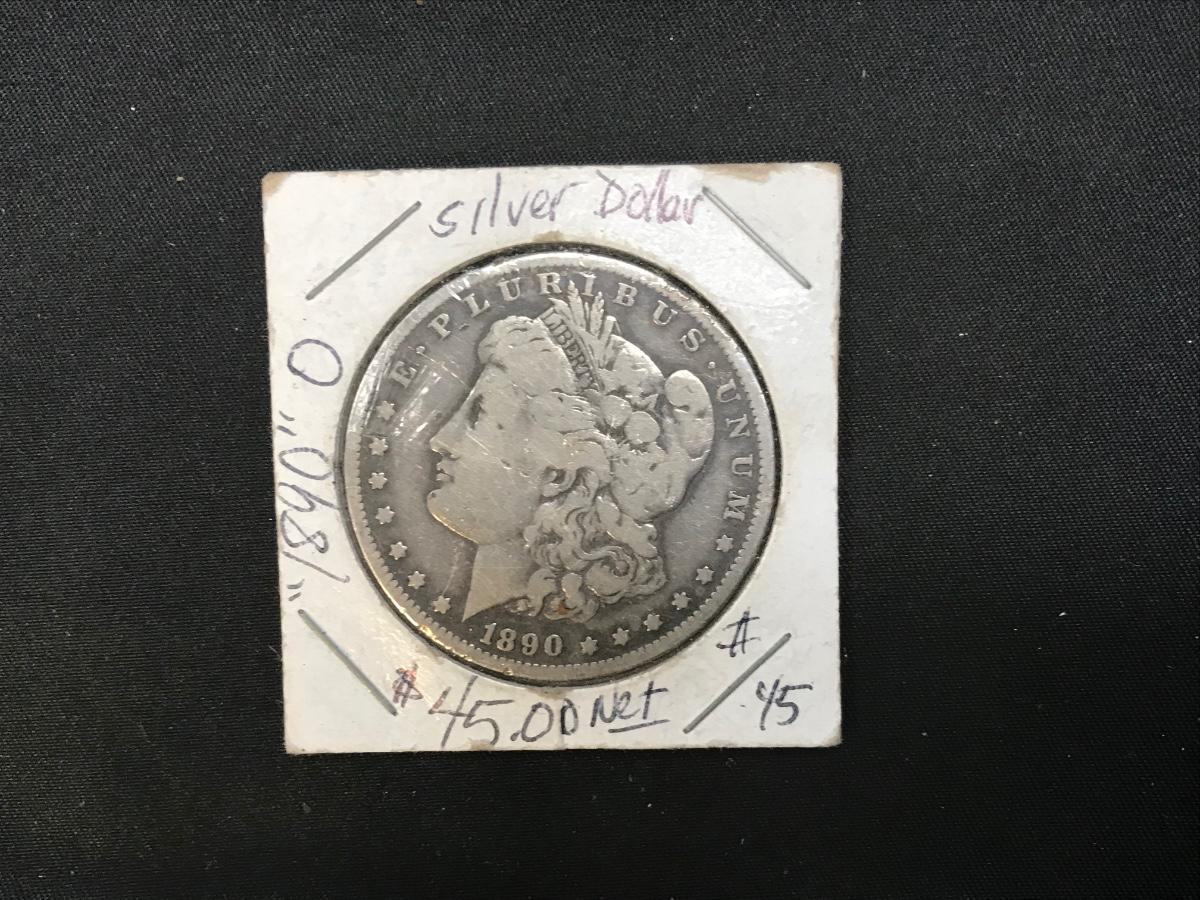 Silver Dollar
"1890" O
E · PLURIBUS · UNUM
LIBERTY
1890
$45.00 Net
# 45